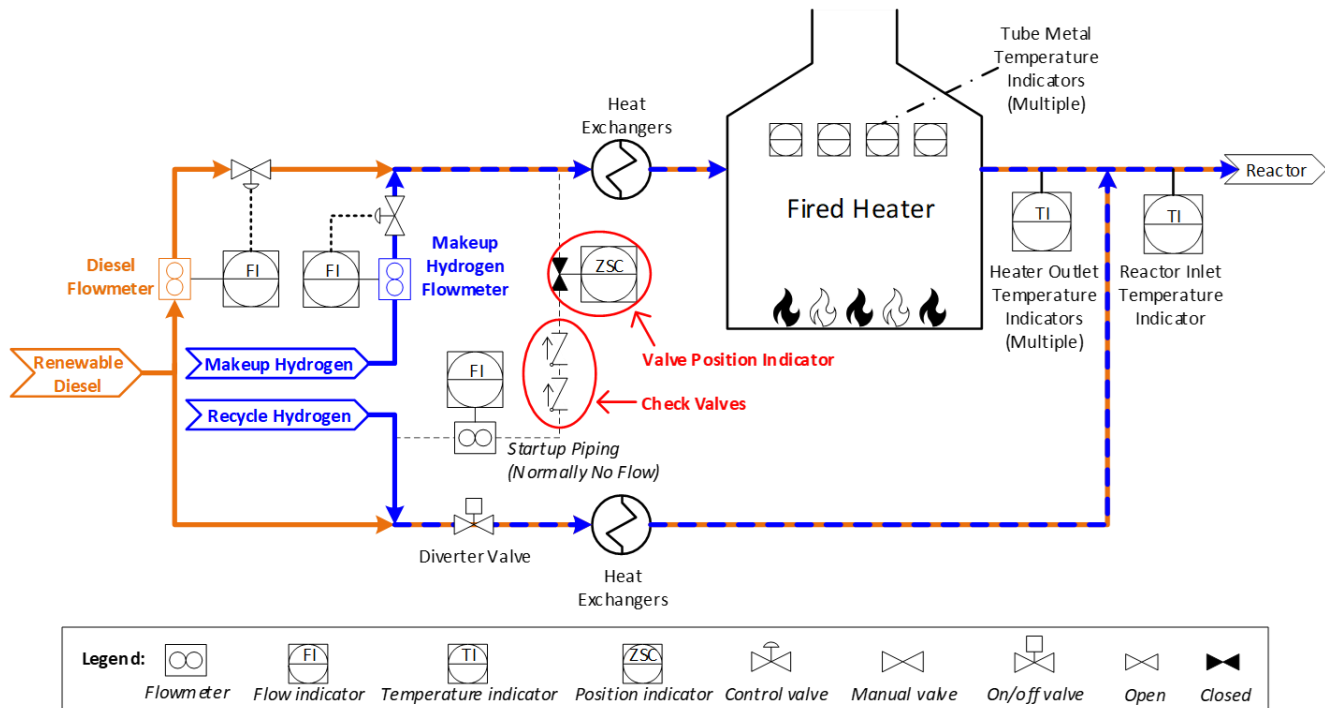 Tube Metal
Temperature
Indicators
(Multiple)
Heat
Exchangers
Fired Heater
Reactor
TI
TI
Heater Outlet
Temperature
Indicators
(Multiple)
Reactor Inlet
Temperature
Indicator
Diesel
Flowmeter
FI
FI
Makeup
Hydrogen
Flowmeter
ZSC
Valve Position Indicator
Renewable
Diesel
Makeup Hydrogen
FI
Check Valves
Recycle Hydrogen
Startup Piping
(Normally No Flow)
Diverter Valve
Heat
Exchangers
Legend:
FI
TI
ZSC
Flowmeter
Flow indicator
Temperature indicator
Position indicator
Control valve
Manual valve
On/off valve
Open
Closed